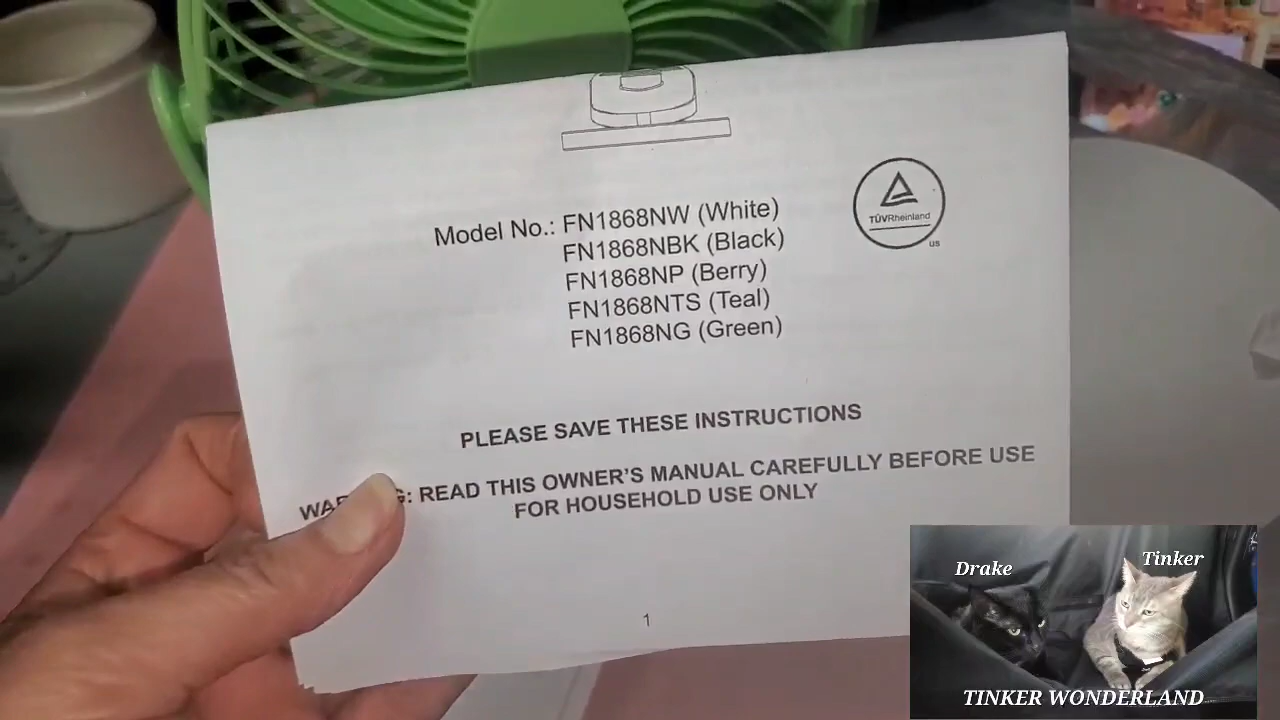 Model No.: FN1868NW (White)
FN1868NBK (Black)
FN1868NP (Berry)
FN1868NTS (Teal)
FN1868NG (Green)
TÜVRheinland
US
PLEASE SAVE THESE INSTRUCTIONS
READ THIS OWNER'S MANUAL CAREFULLY BEFORE USE
FOR HOUSEHOLD USE ONLY
1
Drake
Tinker
TINKER WONDERLAND